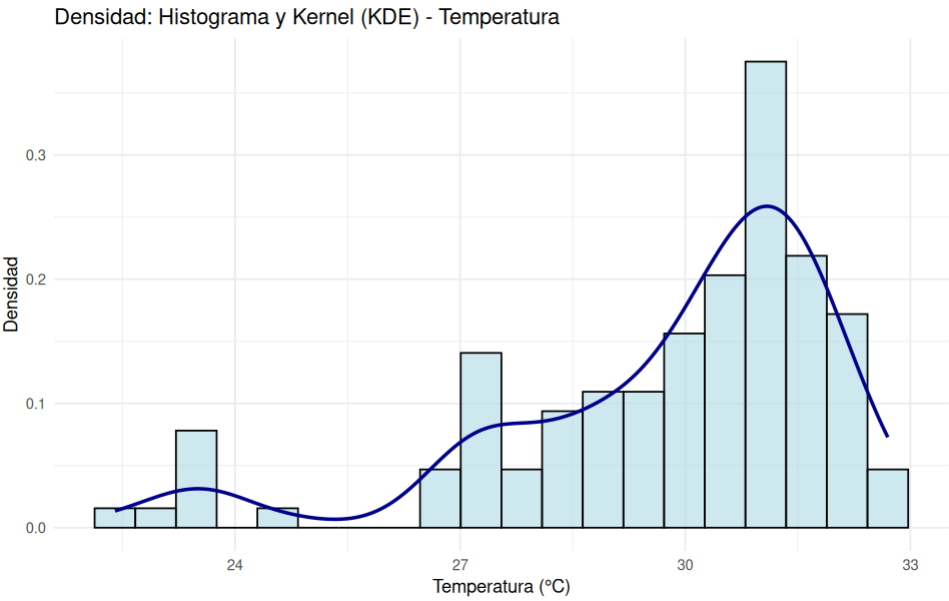 Densidad: Histograma y Kernel (KDE) - Temperatura
Densidad
0.3
0.2
0.1
0.0
24
27
30
33
Temperatura (°C)